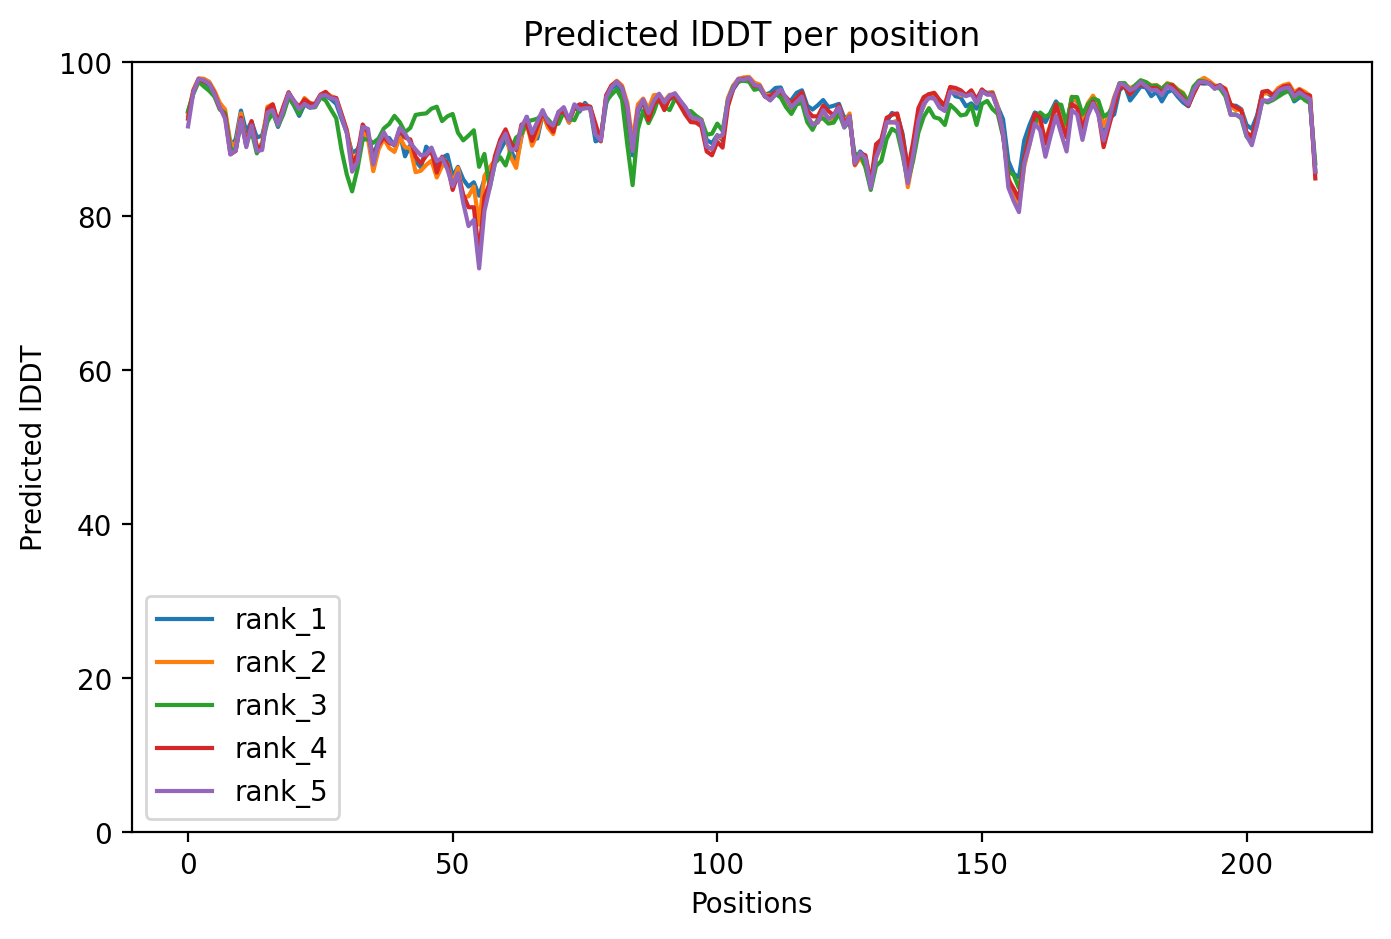 Predicted lDDT per position
100
80
60
40
20
0
Predicted lDDT
rank_1
rank_2
rank_3
rank_4
rank_5
0 50 100 150 200
Positions